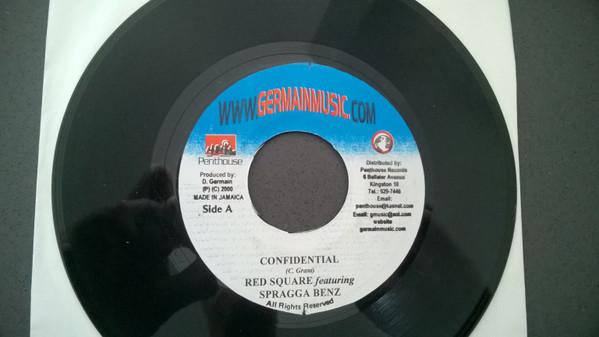 WWW.GERMAINMUSIC.COM
Penthouse
Produced by:
D. Germain
(P) (C) 2000
MADE IN JAMAICA
Side A
Distributed by:
Penthouse Records
6 Ballater Avenue
Kingston 10
Tel.: 929-7446
Email:
penthouse@kasnet.com
Email: gmusic@aol.com
website
germainmusic.com
CONFIDENTIAL
(C. Grant)
RED SQUARE featuring
SPRAGGA BENZ
All Rights Reserved